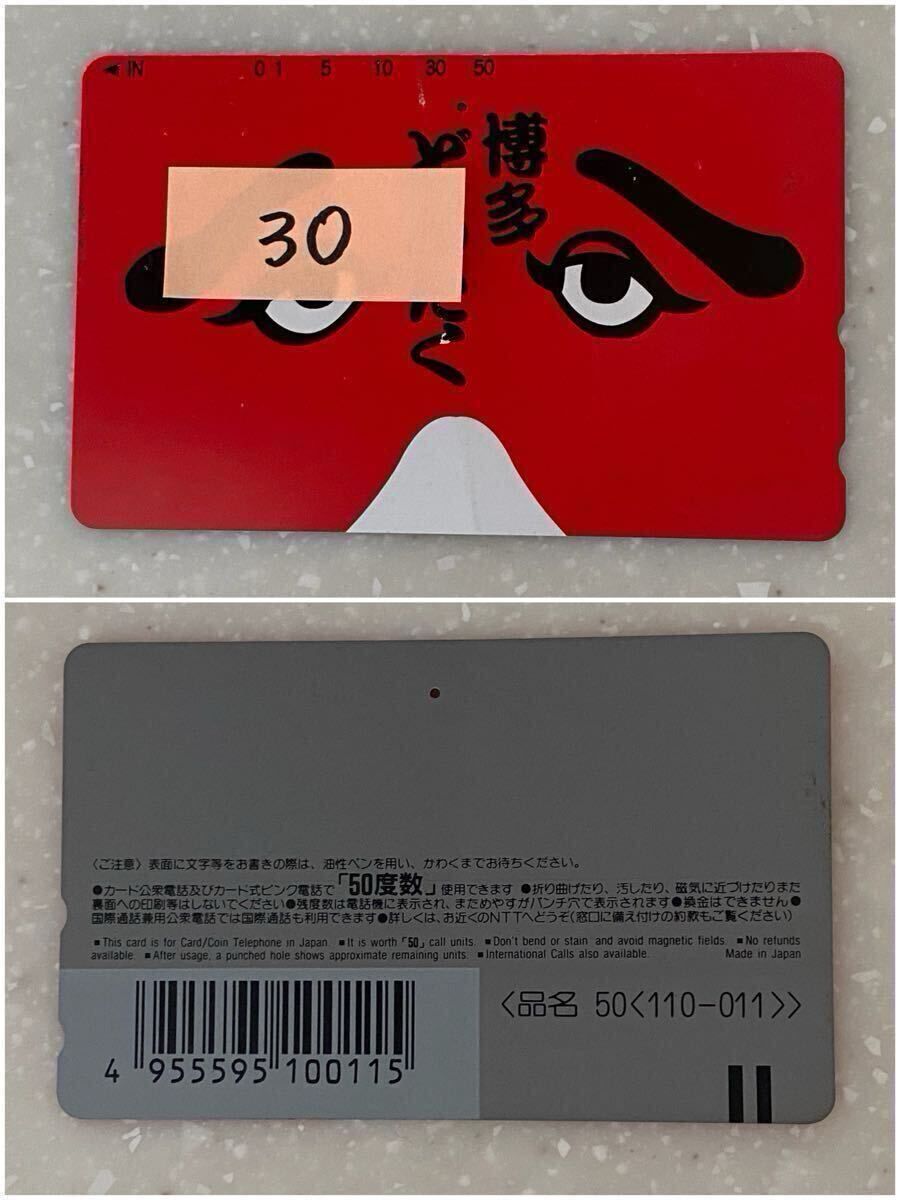 ◀ IN 0 1 5 10 30 50
博多
く
30
〈ご注意〉表面に文字等をお書きの際は、油性ペンを用い、かわくまでお待ちください。
●カード公衆電話及びカード式ピンク電話で「50度数」使用できます ●折り曲げたり、汚したり、磁気に近づけたりまた
裏面への印刷等はしないでください●残度数は電話機に表示され、またためやすがパンチ穴で表示されます●換金はできません●
国際通話兼用公衆電話では国際通話も利用できます●詳しくは、お近くのNTTへどうぞ(窓口に備え付けの約款もご覧ください)
■This card is for Card/Coin Telephone in Japan. ■It is worth「50」call units. ■Don't bend or stain and avoid magnetic fields. ■No refunds
available. ■After usage, a punched hole shows approximate remaining units. ■International Calls also available. Made in Japan
〈品名 50<110-011>〉
4 955595 100115